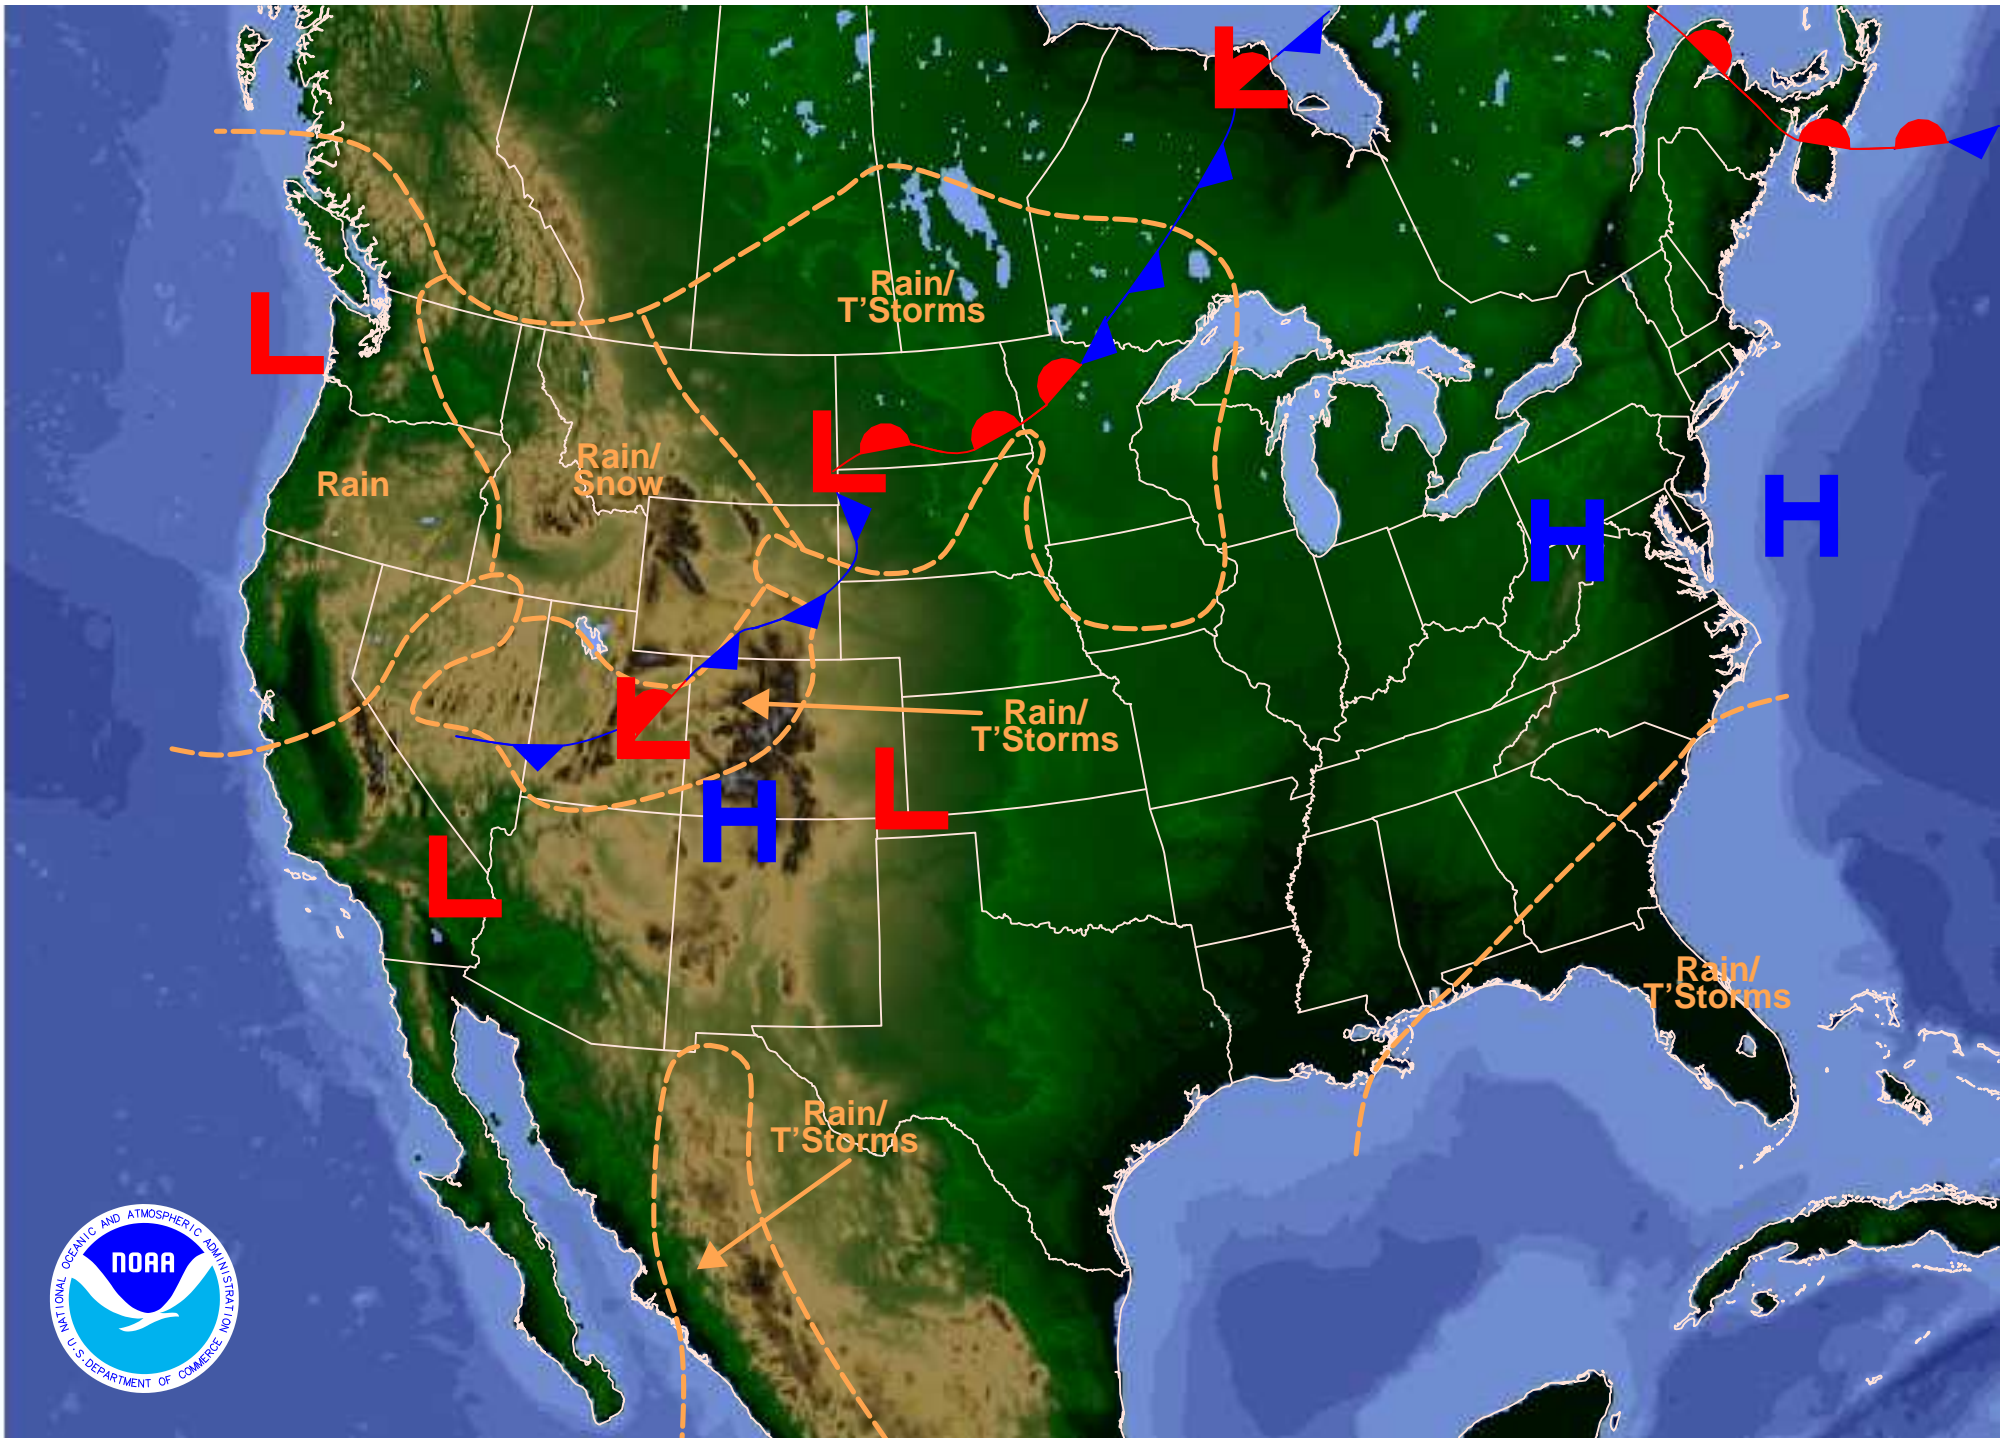 L
Rain/
T'Storms
L
L
H
H
Rain
Rain/
Snow
L
Rain/
T'Storms
L
H
L
Rain/
T'Storms
Rain/
T'Storms
NATIONAL OCEANIC AND ATMOSPHERIC ADMINISTRATION
NOAA
U.S. DEPARTMENT OF COMMERCE